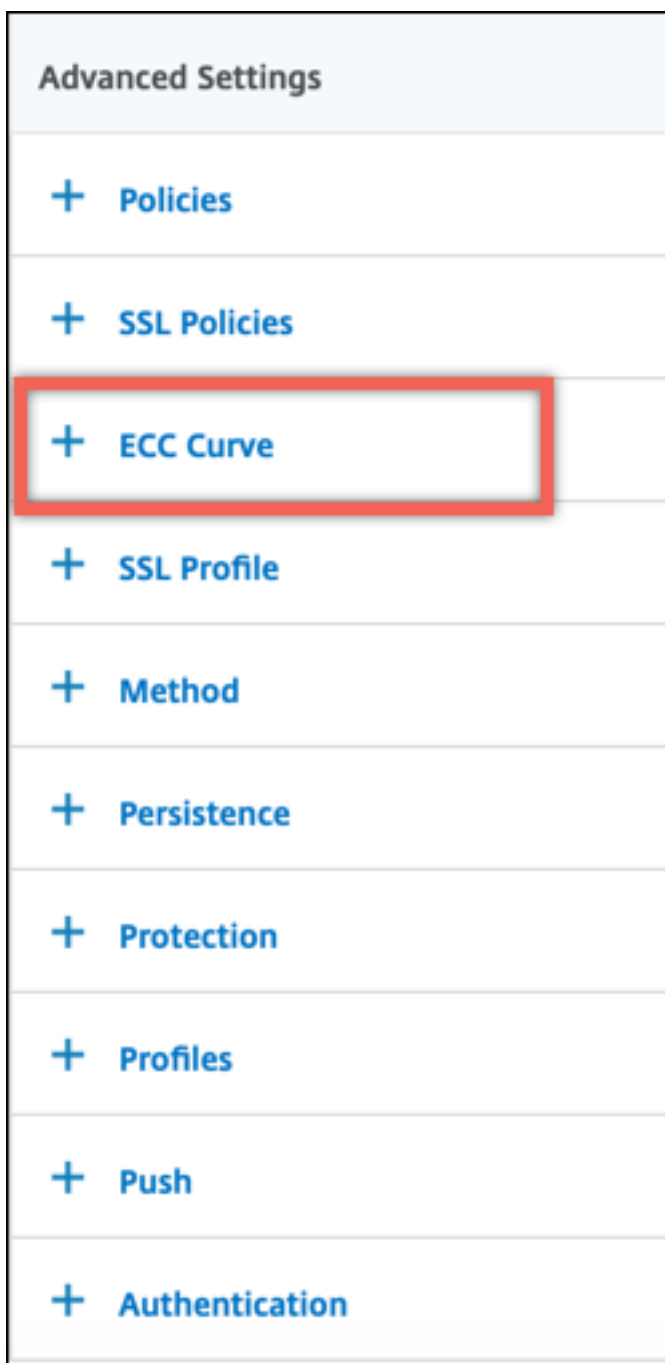 Advanced Settings
+ Policies
+ SSL Policies
+ ECC Curve
+ SSL Profile
+ Method
+ Persistence
+ Protection
+ Profiles
+ Push
+ Authentication